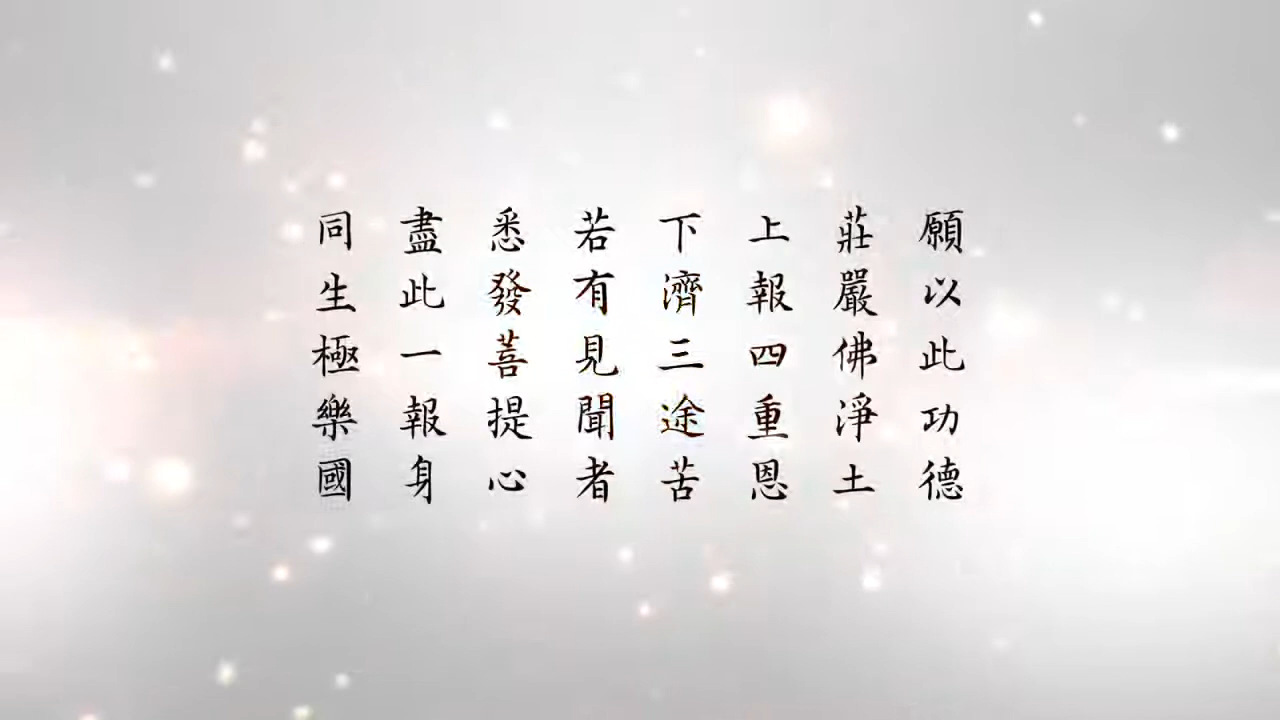 願以此功德
莊嚴佛淨土
上報四重恩
下濟三途苦
若有見聞者
悉發菩提心
盡此一報身
同生極樂國